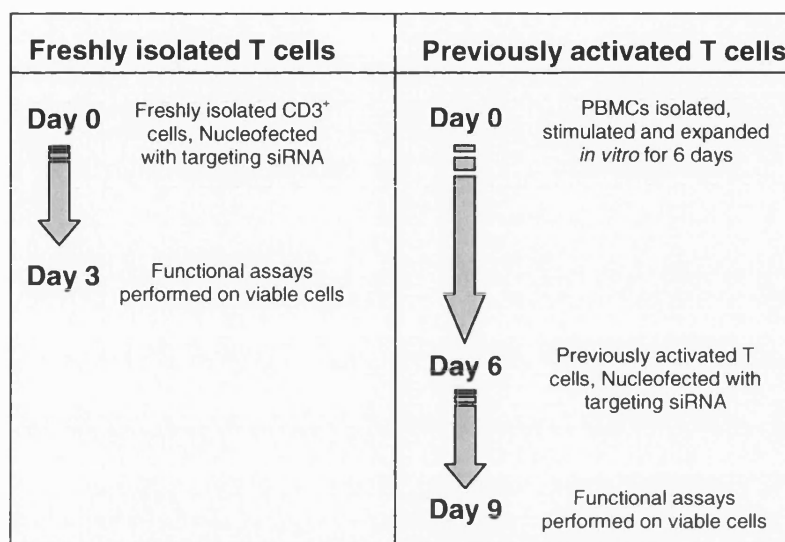 Freshly isolated T cells
Day 0
Freshly isolated CD3⁺
cells, Nucleofected
with targeting siRNA
Day 3
Functional assays
performed on viable cells
Previously activated T cells
Day 0
PBMCs isolated,
stimulated and expanded
in vitro for 6 days
Day 6
Previously activated T
cells, Nucleofected with
targeting siRNA
Day 9
Functional assays
performed on viable cells